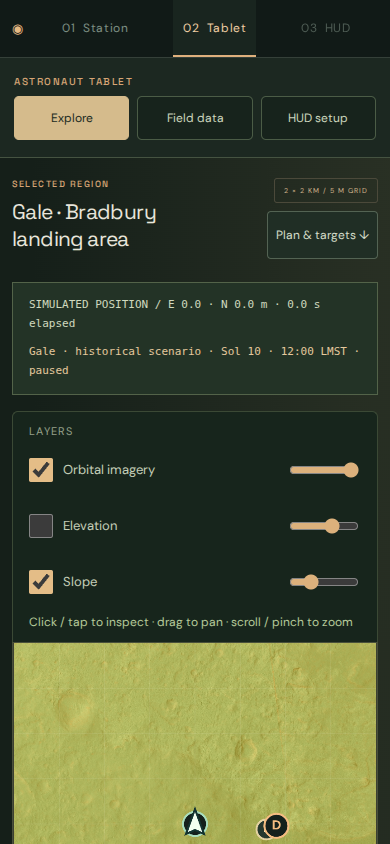 01 Station
02 Tablet
03 HUD
ASTRONAUT TABLET
Explore
Field data
HUD setup
SELECTED REGION
Gale · Bradbury
landing area
2 × 2 KM / 5 M GRID
Plan & targets ↓
SIMULATED POSITION / E 0.0 · N 0.0 m · 0.0 s
elapsed
Gale · historical scenario · Sol 10 · 12:00 LMST ·
paused
LAYERS
Orbital imagery
Elevation
Slope
Click / tap to inspect · drag to pan · scroll / pinch to zoom
D